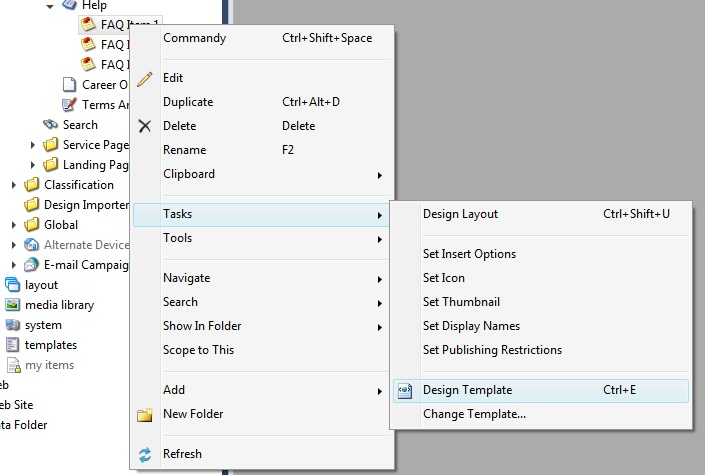 Help
FAQ Item 1
FAQ I
FAQ I
Career O
Terms An
Search
Service Page
Landing Pag
Classification
Design Importer
Global
Alternate Device
E-mail Campaig
layout
media library
system
templates
my items
eb
eb Site
ta Folder
Commandy Ctrl+Shift+Space
Edit
Duplicate Ctrl+Alt+D
Delete Delete
Rename F2
Clipboard
Tasks
Tools
Navigate
Search
Show In Folder
Scope to This
Add
New Folder
Refresh
Design Layout Ctrl+Shift+U
Set Insert Options
Set Icon
Set Thumbnail
Set Display Names
Set Publishing Restrictions
Design Template Ctrl+E
Change Template...